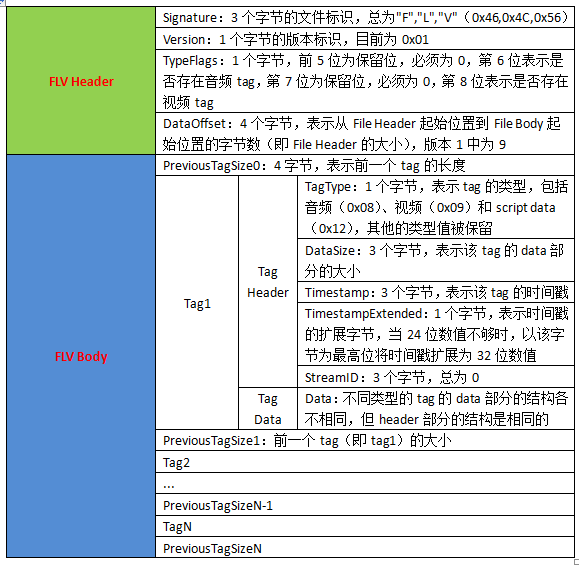 FLV Header
Signature：3 个字节的文件标识，总为"F","L","V"（0x46,0x4C,0x56）
Version：1 个字节的版本标识，目前为 0x01
TypeFlags：1 个字节，前 5 位为保留位，必须为 0，第 6 位表示是
否存在音频 tag，第 7 位为保留位，必须为 0，第 8 位表示是否存在
视频 tag
DataOffset：4 个字节，表示从 File Header 起始位置到 File Body 起
始位置的字节数（即 File Header 的大小），版本 1 中为 9
FLV Body
PreviousTagSize0：4 字节，表示前一个 tag 的长度
Tag1
Tag
Header
TagType：1 个字节，表示 tag 的类型，包括
音频（0x08）、视频（0x09）和 script data
（0x12），其他的类型值被保留
DataSize：3 个字节，表示该 tag 的 data 部
分的大小
Timestamp：3 个字节，表示该 tag 的时间戳
TimestampExtended：1 个字节，表示时间戳
的扩展字节，当 24 位数值不够时，以该字
节为最高位将时间戳扩展为 32 位数值
StreamID：3 个字节，总为 0
Tag
Data
Data：不同类型的 tag 的 data 部分的结构各
不相同，但 header 部分的结构是相同的
PreviousTagSize1：前一个 tag（即 tag1）的大小
Tag2
...
PreviousTagSizeN-1
TagN
PreviousTagSizeN